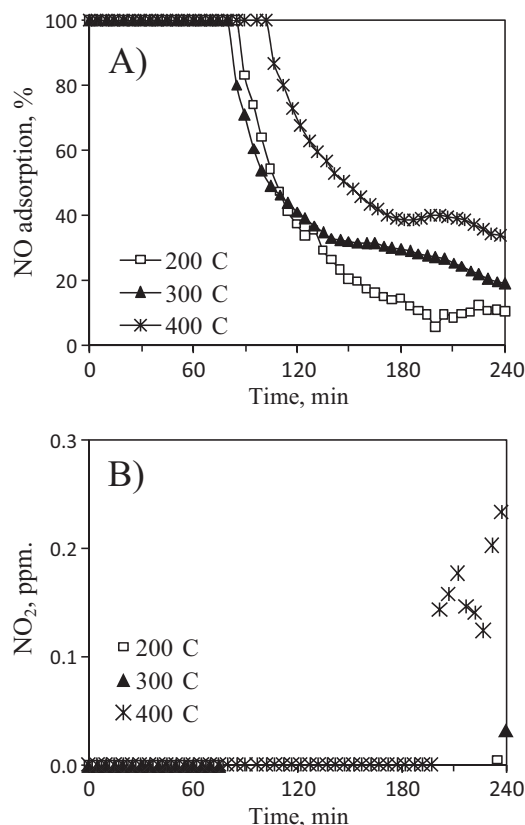 100
80
60
40
20
0
NO adsorption, %
A)
200 C
300 C
400 C
0 60 120 180 240
Time, min
0.3
0.2
0.1
0.0
NO₂, ppm.
B)
200 C
300 C
400 C
0 60 120 180 240
Time, min